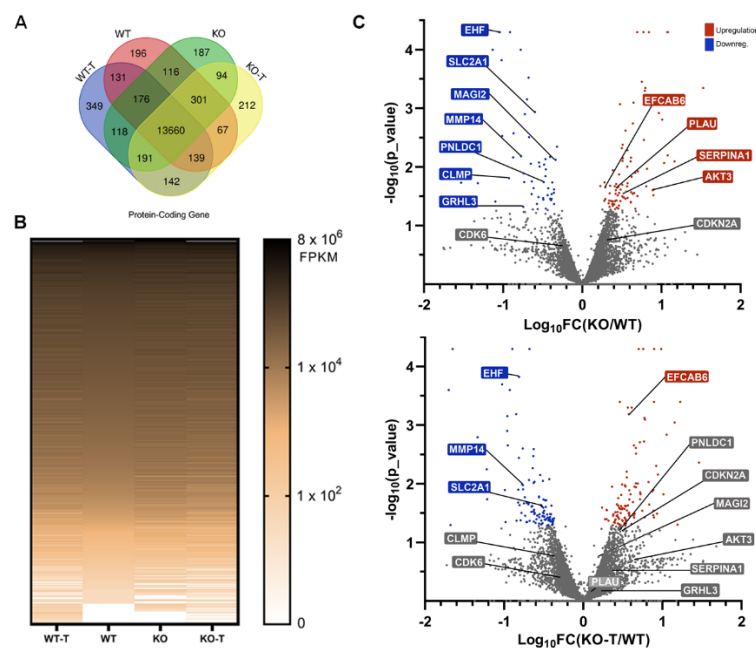 A
WT
KO
WT-T
KO-T
196
187
131
116
94
349
176
301
212
118
13660
67
191
139
142
Protein-Coding Gene
B
8 x 10⁶
FPKM
1 x 10⁴
1 x 10²
0
WT-T WT KO KO-T
C
Upregulation
Downreg.
EHF
SLC2A1
MAGI2
MMP14
PNLDC1
CLMP
GRHL3
CDK6
EFCAB6
PLAU
SERPINA1
AKT3
CDKN2A
4
3
2
1
-log₁₀(p_value)
-2 -1 0 1 2
Log₁₀FC(KO/WT)
EHF
MMP14
SLC2A1
CLMP
CDK6
EFCAB6
PNLDC1
CDKN2A
MAGI2
AKT3
SERPINA1
PLAU
GRHL3
4
3
2
1
-log₁₀(p_value)
-2 -1 0 1 2
Log₁₀FC(KO-T/WT)